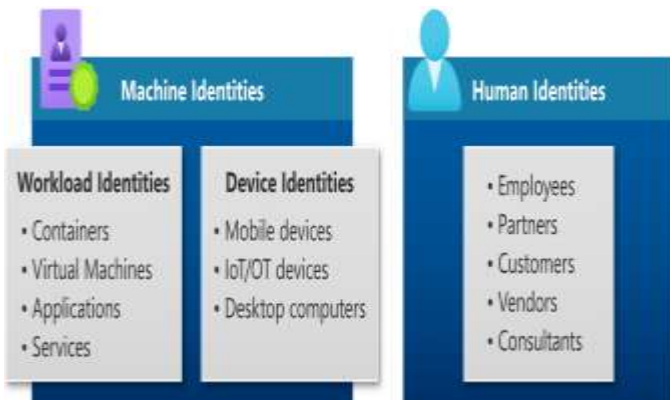 Machine Identities
Workload Identities
• Containers
• Virtual Machines
• Applications
• Services
Device Identities
• Mobile devices
• IoT/OT devices
• Desktop computers
Human Identities
• Employees
• Partners
• Customers
• Vendors
• Consultants